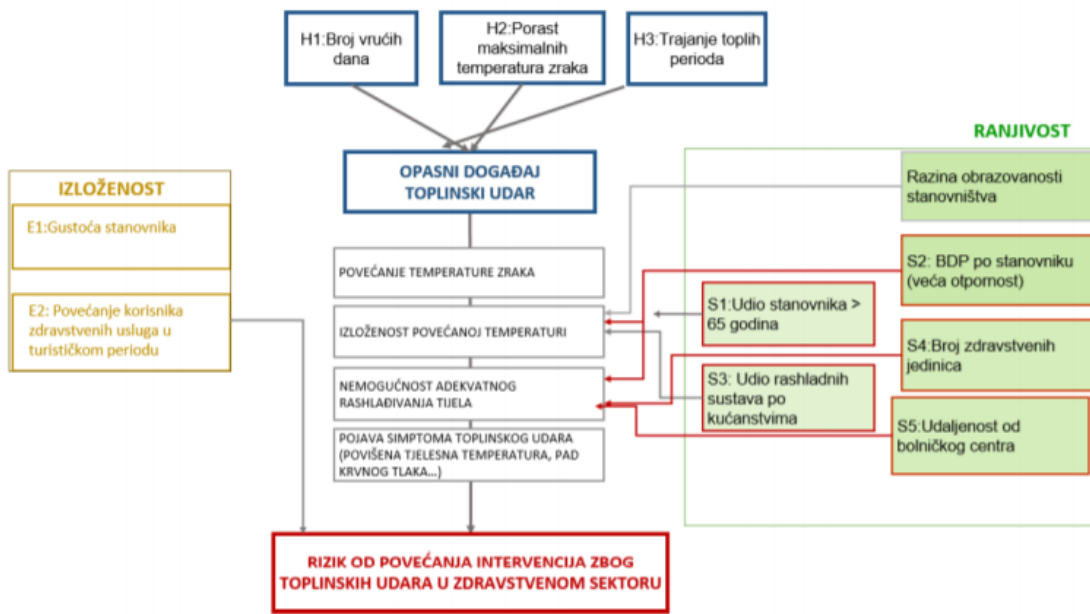 H1:Broj vrućih
dana
H2:Porast
maksimalnih
temperatura zraka
H3:Trajanje toplih
perioda
OPASNI DOGAĐAJ
TOPLINSKI UDAR
IZLOŽENOST
E1:Gustoća stanovnika
E2: Povećanje korisnika
zdravstvenih usluga u
turističkom periodu
POVEĆANJE TEMPERATURE ZRAKA
IZLOŽENOST POVEĆANOJ TEMPERATURI
NEMOGUĆNOST ADEKVATNOG
RASHLAĐIVANJA TIJELA
POJAVA SIMPTOMA TOPLINSKOG UDARA
(POVIŠENA TJELESNA TEMPERATURA, PAD
KRVNOG TLAKA...)
RANJIVOST
Razina obrazovanosti
stanovništva
S2: BDP po stanovniku
(veća otpornost)
S1:Udio stanovnika >
65 godina
S4:Broj zdravstvenih
jedinica
S3: Udio rashladnih
sustava po
kućanstvima
S5:Udaljenost od
bolničkog centra
RIZIK OD POVEĆANJA INTERVENCIJA ZBOG
TOPLINSKIH UDARA U ZDRAVSTVENOM SEKTORU